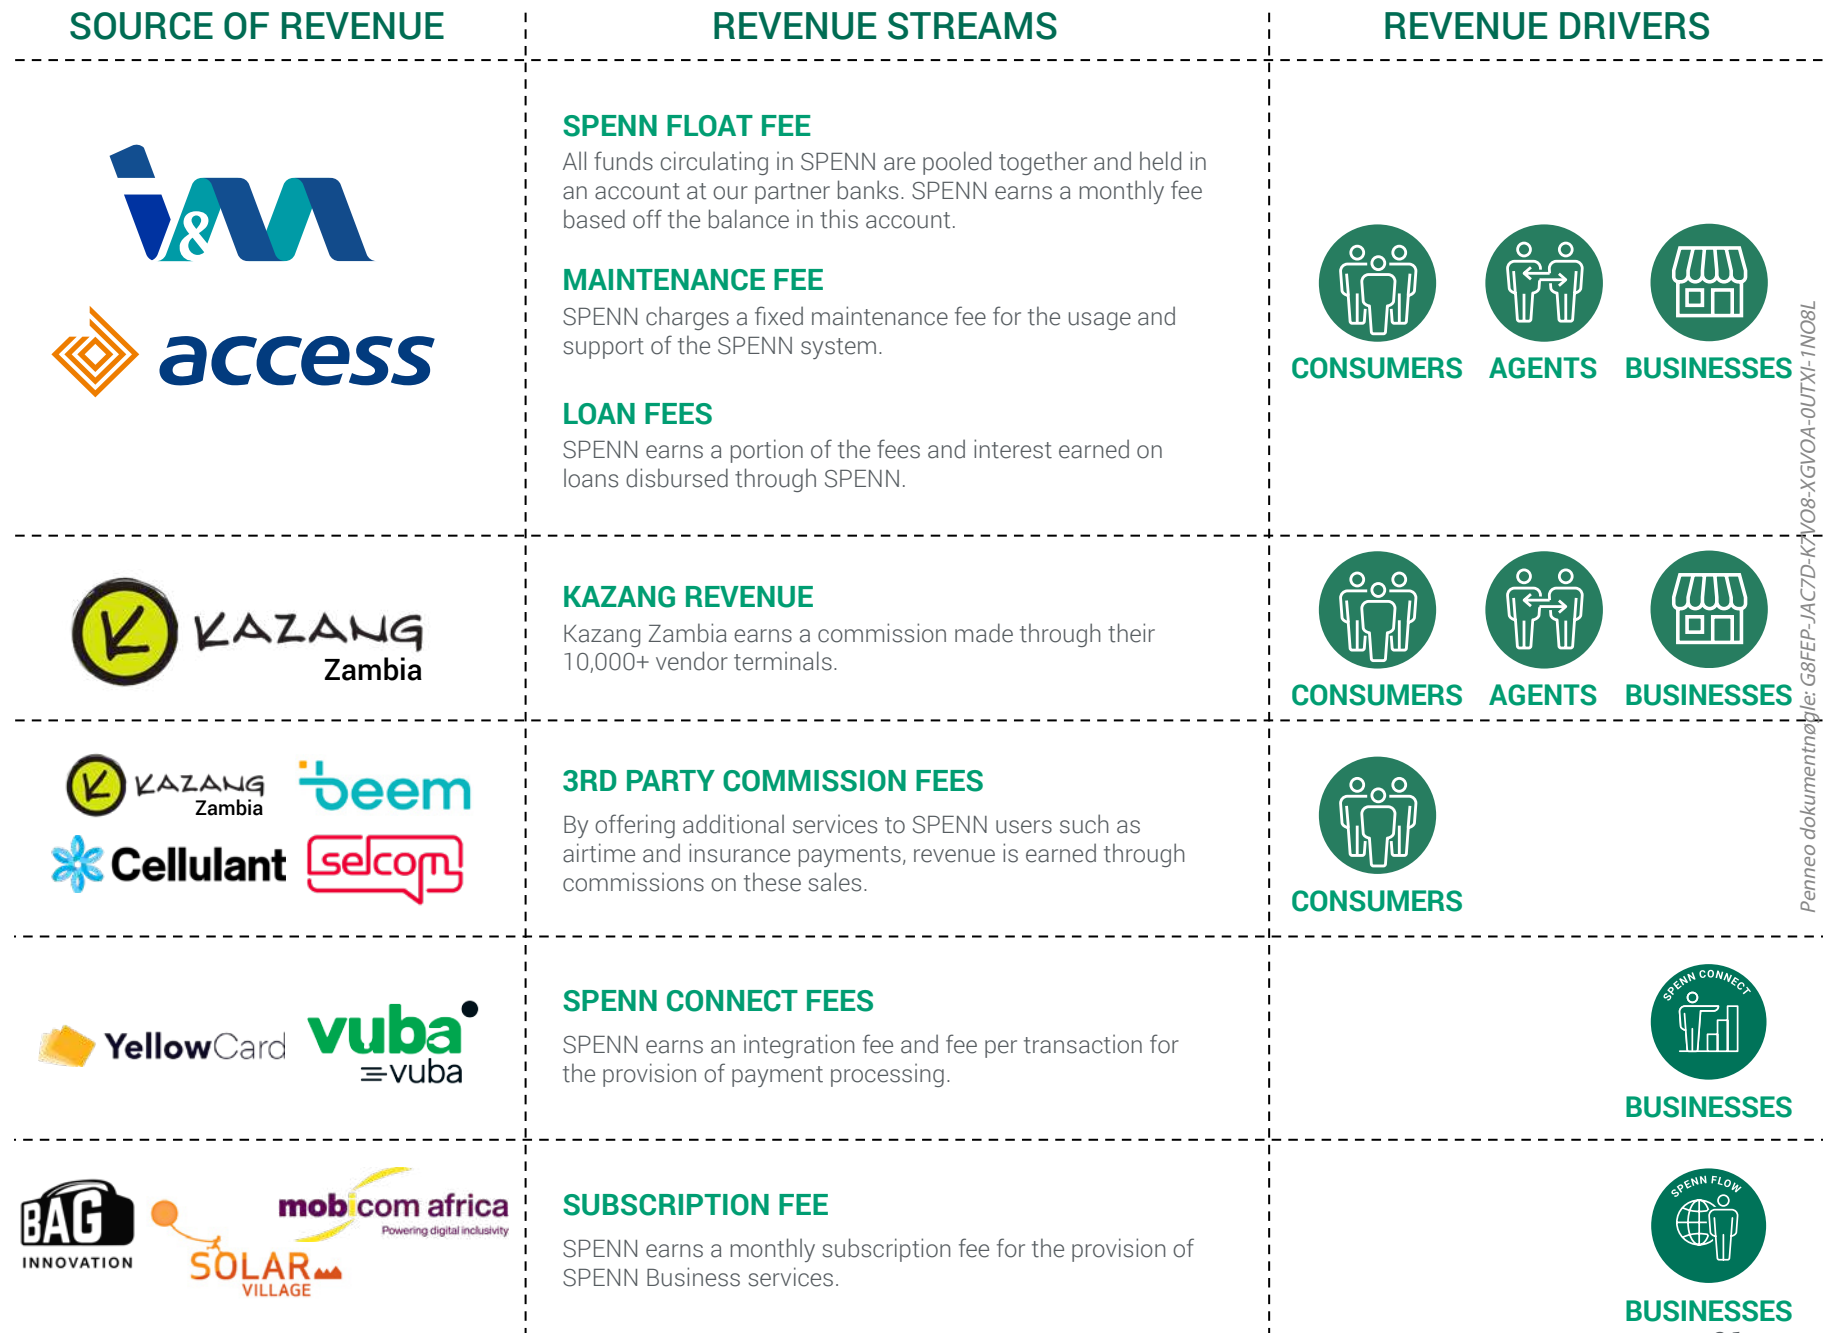 SOURCE OF REVENUE
REVENUE STREAMS
REVENUE DRIVERS
i&m
access
SPENN FLOAT FEE
All funds circulating in SPENN are pooled together and held in
an account at our partner banks. SPENN earns a monthly fee
based off the balance in this account.
MAINTENANCE FEE
SPENN charges a fixed maintenance fee for the usage and
support of the SPENN system.
LOAN FEES
SPENN earns a portion of the fees and interest earned on
loans disbursed through SPENN.
CONSUMERS AGENTS BUSINESSES
K KAZANG
Zambia
KAZANG REVENUE
Kazang Zambia earns a commission made through their
10,000+ vendor terminals.
CONSUMERS AGENTS BUSINESSES
K KAZANG
Zambia
beem
Cellulant
selcom
3RD PARTY COMMISSION FEES
By offering additional services to SPENN users such as
airtime and insurance payments, revenue is earned through
commissions on these sales.
CONSUMERS
YellowCard
vuba
vuba
SPENN CONNECT FEES
SPENN earns an integration fee and fee per transaction for
the provision of payment processing.
SPENN CONNECT
BUSINESSES
BAG
INNOVATION
SOLAR
VILLAGE
mobicom africa
Powering digital inclusivity
SUBSCRIPTION FEE
SPENN earns a monthly subscription fee for the provision of
SPENN Business services.
SPENN FLOW
BUSINESSES
Penneo dokumentnøgle: G8FEP-JAC7D-K7VO8-XGVOA-0UTXI-1NO8L